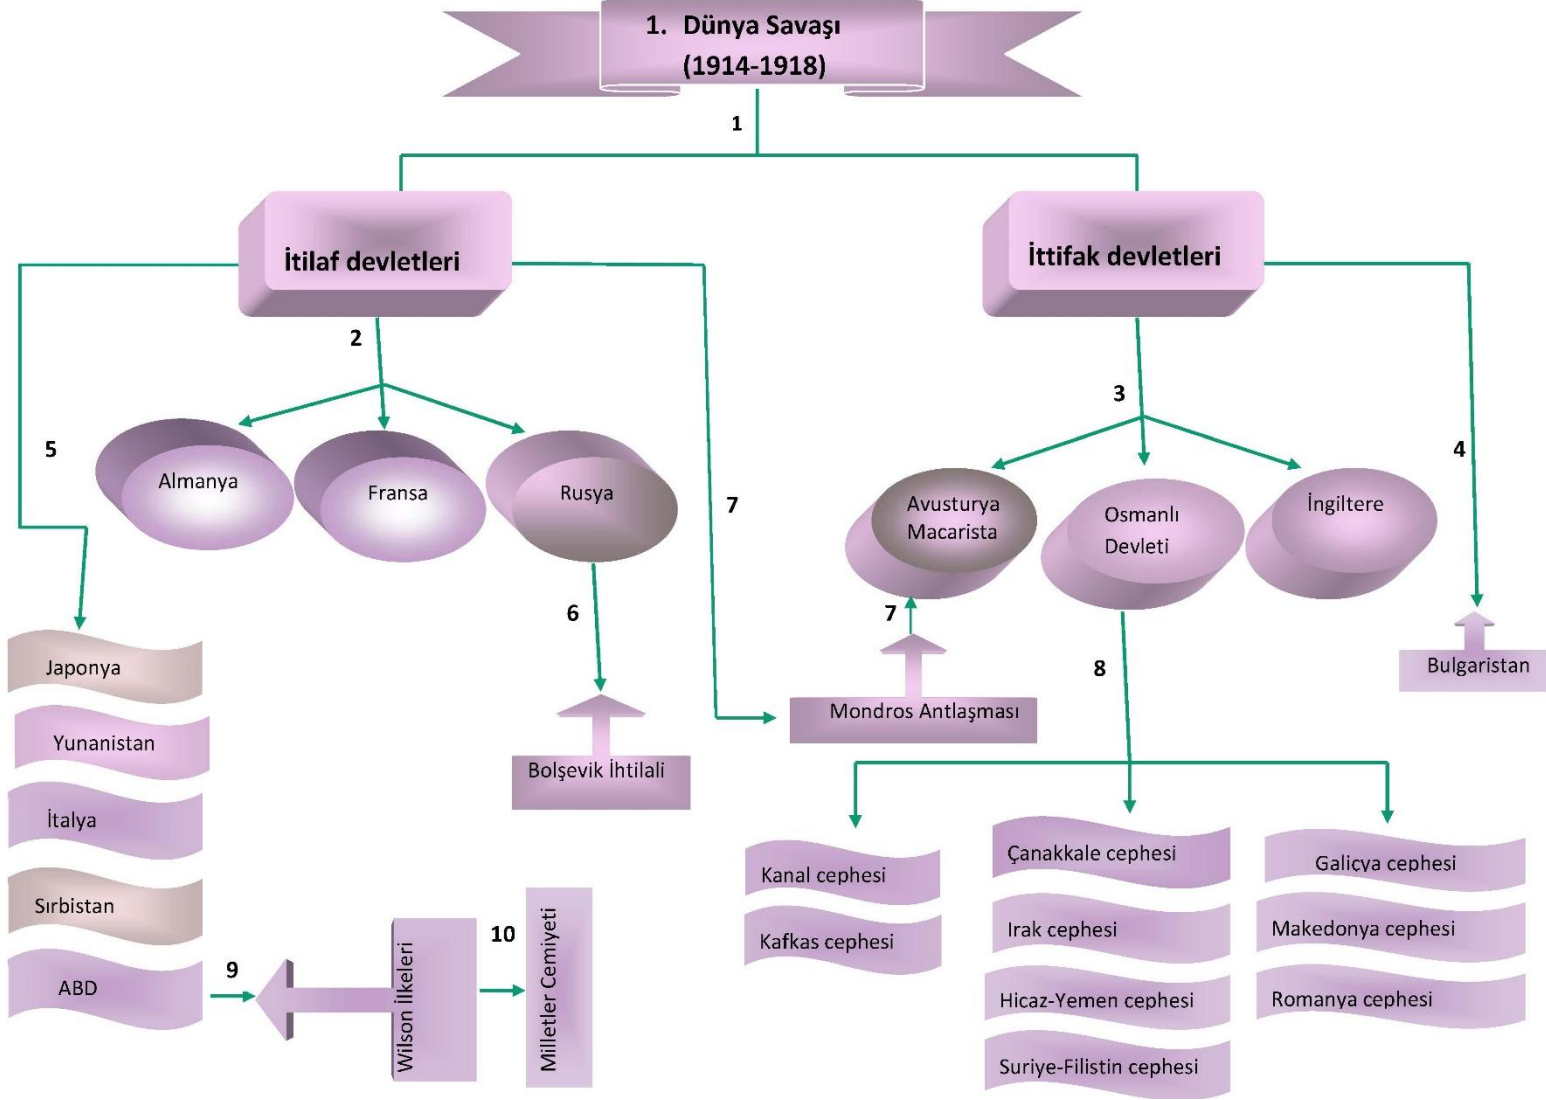 1. Dünya Savaşı
(1914-1918)
1
İtilaf devletleri
İttifak devletleri
2
Almanya
Fransa
Rusya
3
Avusturya
Macarista
Osmanlı
Devleti
İngiltere
4
Bulgaristan
5
Japonya
Yunanistan
İtalya
Sırbistan
ABD
6
Bolşevik İhtilali
7
7
Mondros Antlaşması
8
Kanal cephesi
Kafkas cephesi
Çanakkale cephesi
Irak cephesi
Hicaz-Yemen cephesi
Suriye-Filistin cephesi
Galiçya cephesi
Makedonya cephesi
Romanya cephesi
9
Wilson İlkeleri
10
Milletler Cemiyeti